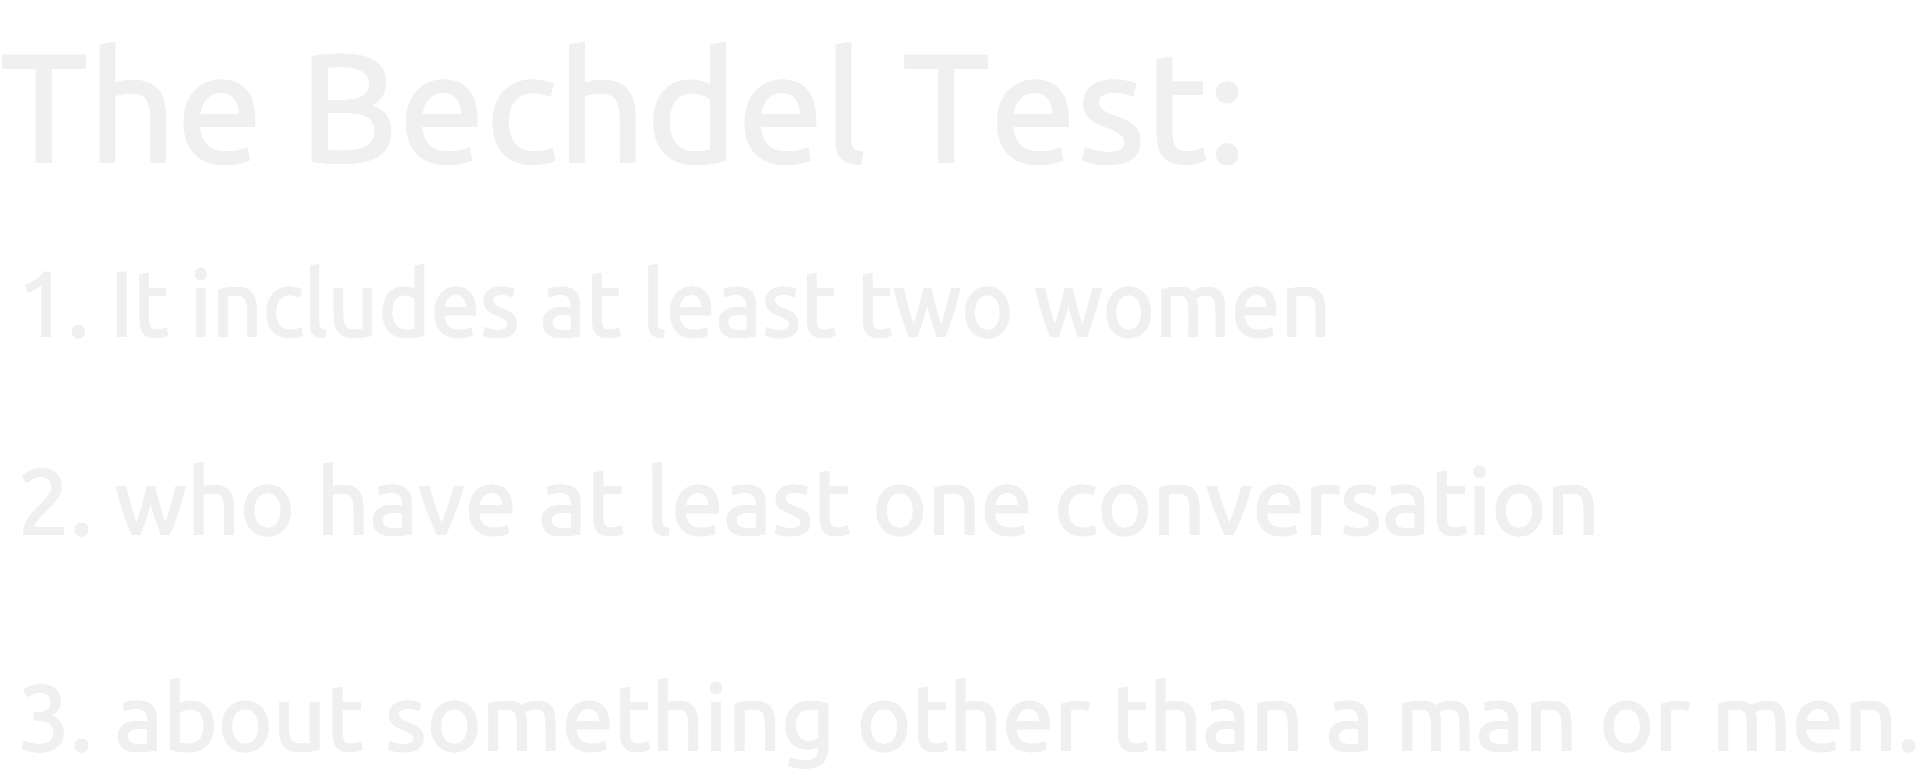 The Bechdel Test:
1. It includes at least two women
2. who have at least one conversation
3. about something other than a man or men.